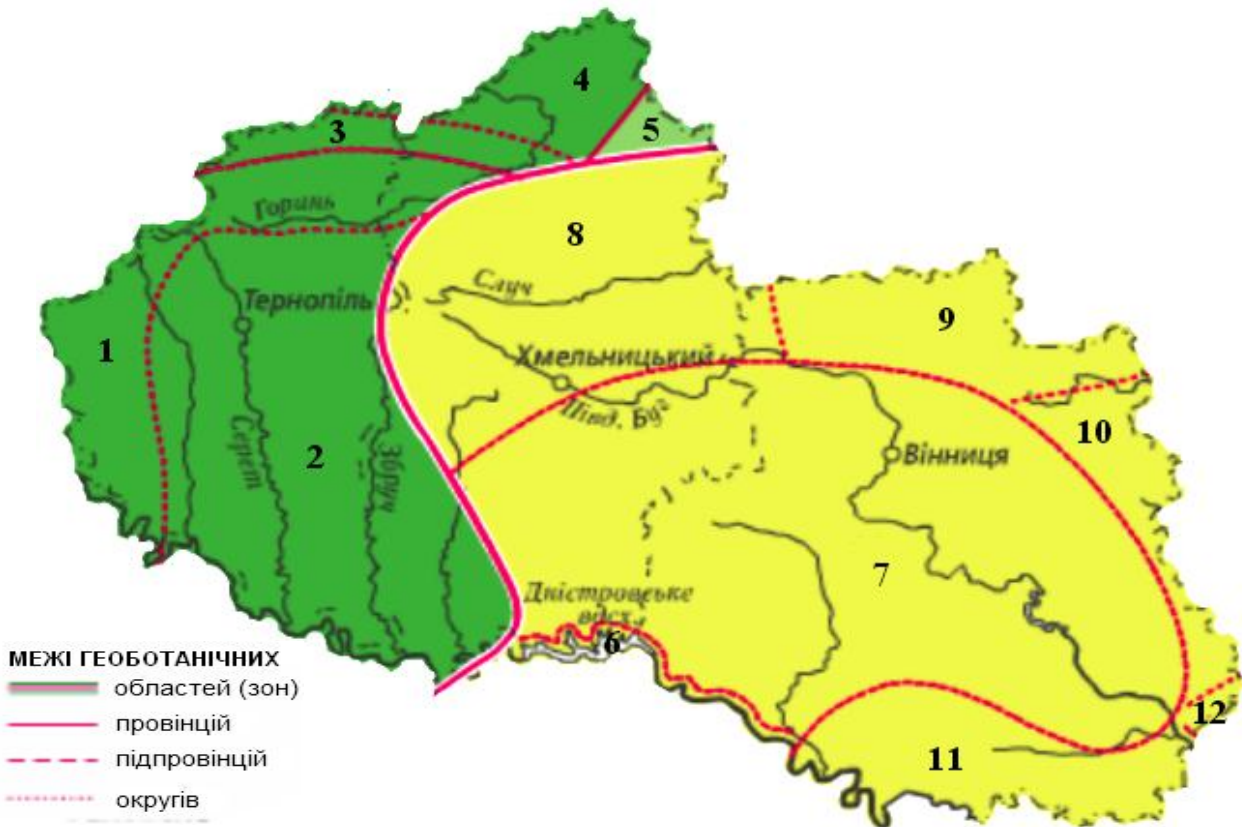 4
5
3
Горинь
8
Случ
Тернопіль
9
1
Хмельницький
Півд. Буг
10
2
Серет
Збруч
Вінниця
7
Дністровське
вдсх.
6
МЕЖІ ГЕОБОТАНІЧНИХ
областей (зон)
провінцій
підпровінцій
округів
12
11